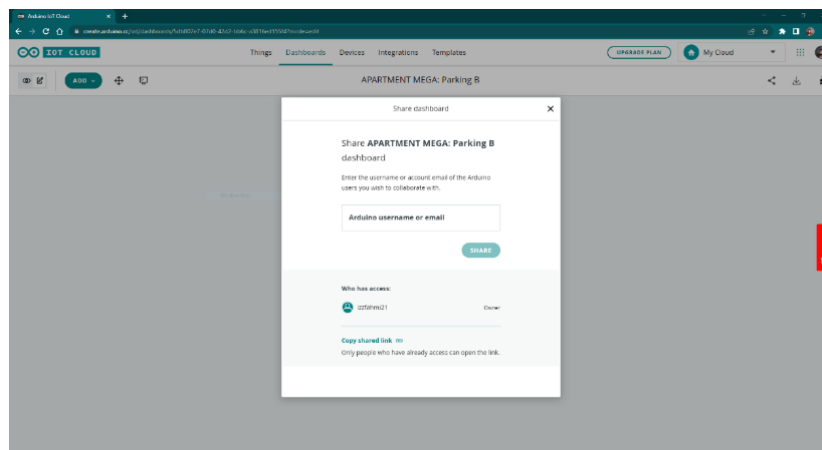 Arduino IoT Cloud
IOT CLOUD
Things Dashboards Devices Integrations Templates
UPGRADE PLAN
My Cloud
ADD
APARTMENT MEGA: Parking B
Share dashboard
Share APARTMENT MEGA: Parking B
dashboard
Enter the username or account email of the Arduino
users you wish to collaborate with.
Arduino username or email
SHARE
Who has access:
izzfahmi21 Owner
Copy shared link
Only people who have already access can open the link.